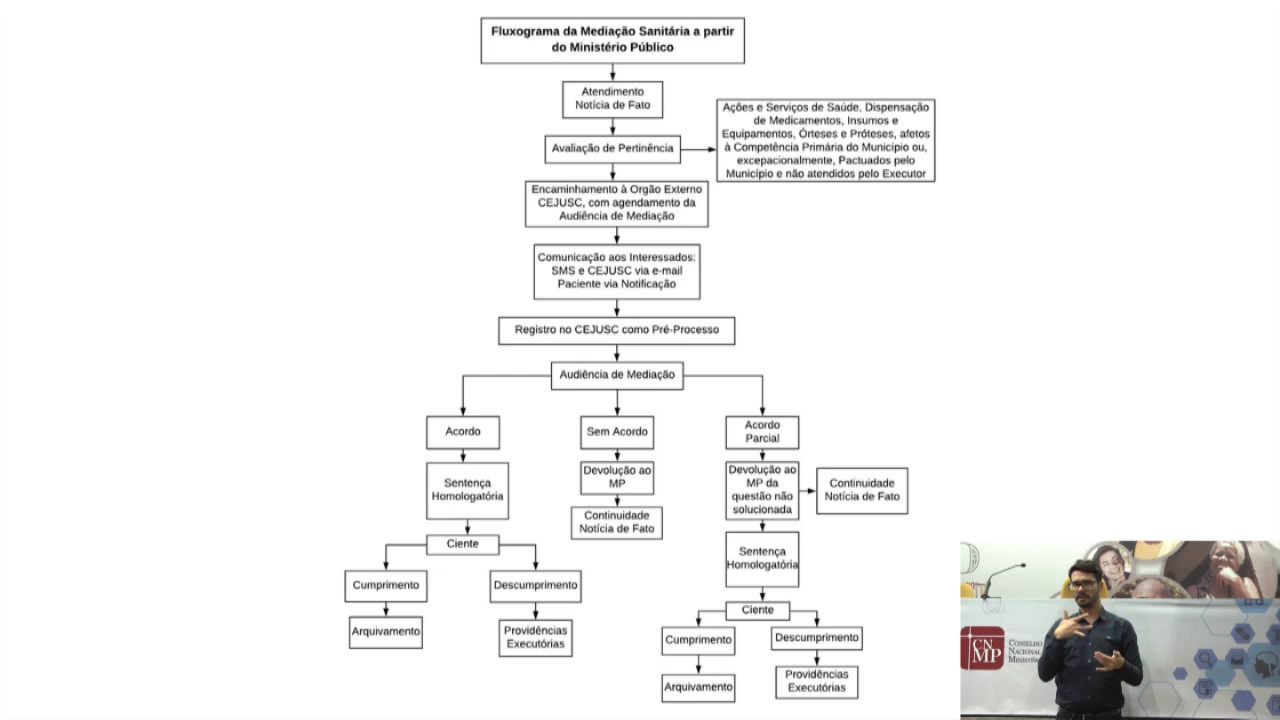 Fluxograma da Mediação Sanitária a partir
do Ministério Público
Atendimento
Notícia de Fato
Avaliação de Pertinência
Ações e Serviços de Saúde, Dispensação
de Medicamentos, Insumos e
Equipamentos, Órteses e Próteses, afetos
à Competência Primária do Município ou,
excepacionalmente, Pactuados pelo
Município e não atendidos pelo Executor
Encaminhamento à Orgão Externo
CEJUSC, com agendamento da
Audiência de Mediação
Comunicação aos Interessados:
SMS e CEJUSC via e-mail
Paciente via Notificação
Registro no CEJUSC como Pré-Processo
Audiência de Mediação
Acordo
Sentença
Homologatória
Ciente
Cumprimento
Arquivamento
Descumprimento
Providências
Executórias
Sem Acordo
Devolução ao
MP
Continuidade
Notícia de Fato
Acordo
Parcial
Devolução ao
MP da
questão não
solucionada
Continuidade
Notícia de Fato
Sentença
Homologatória
Ciente
Cumprimento
Arquivamento
Descumprimento
Providências
Executórias
CN
MP
Conselho
Nacional